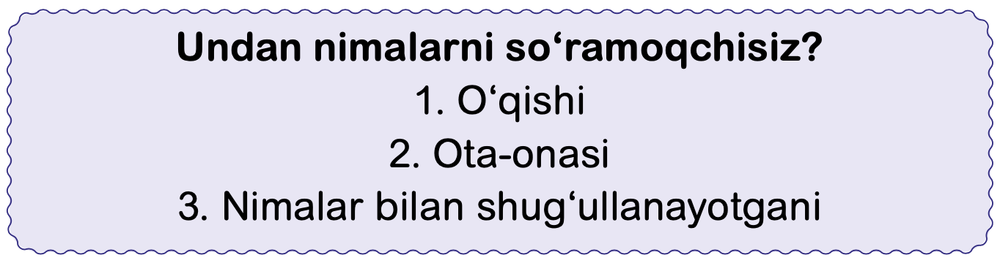 Undan nimalarni so‘ramoqchisiz?
1. O‘qishi
2. Ota-onasi
3. Nimalar bilan shug‘ullanayotgani